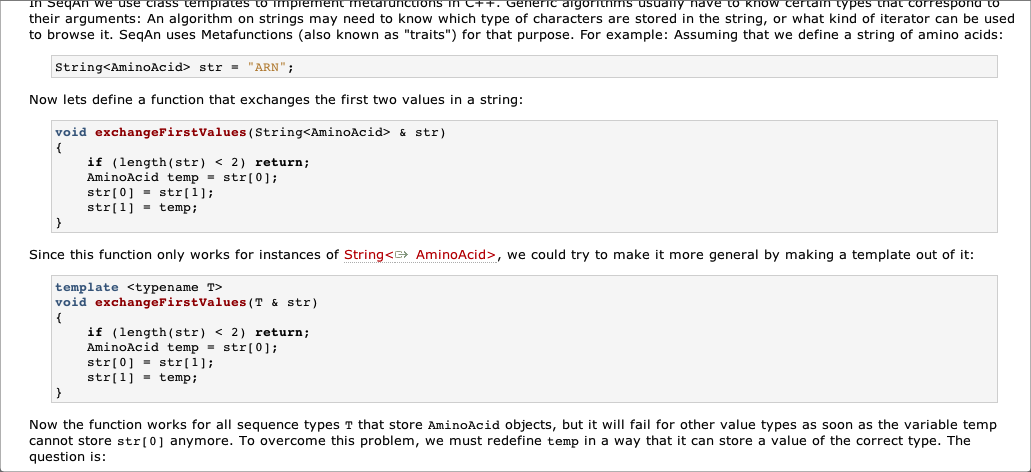 In SeqAn we use class templates to implement metafunctions in C++. Generic algorithms usually have to know certain types that correspond to
their arguments: An algorithm on strings may need to know which type of characters are stored in the string, or what kind of iterator can be used
to browse it. SeqAn uses Metafunctions (also known as "traits") for that purpose. For example: Assuming that we define a string of amino acids:
String<AminoAcid> str = "ARN";
Now lets define a function that exchanges the first two values in a string:
void exchangeFirstValues(String<AminoAcid> & str)
{
    if (length(str) < 2) return;
    AminoAcid temp = str[0];
    str[0] = str[1];
    str[1] = temp;
}
Since this function only works for instances of String< AminoAcid>, we could try to make it more general by making a template out of it:
template <typename T>
void exchangeFirstValues(T & str)
{
    if (length(str) < 2) return;
    AminoAcid temp = str[0];
    str[0] = str[1];
    str[1] = temp;
}
Now the function works for all sequence types T that store AminoAcid objects, but it will fail for other value types as soon as the variable temp
cannot store str[0] anymore. To overcome this problem, we must redefine temp in a way that it can store a value of the correct type. The
question is: